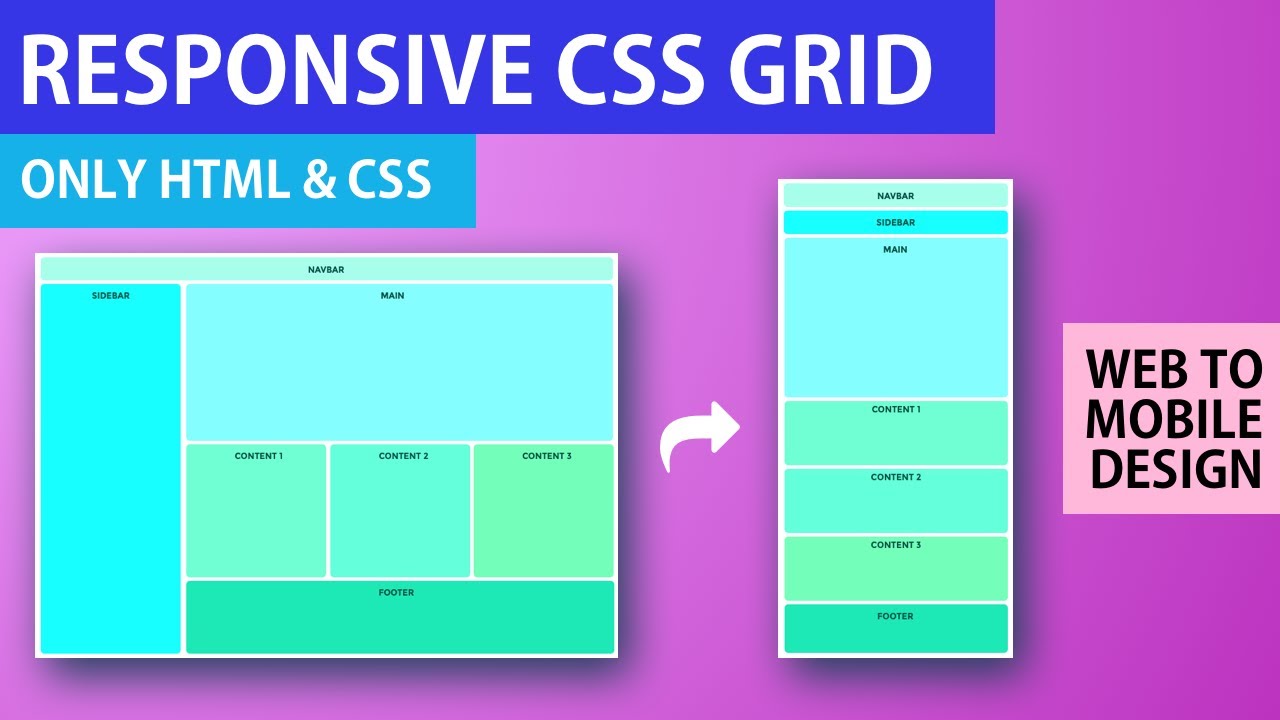 RESPONSIVE CSS GRID
ONLY HTML & CSS
NAVBAR
SIDEBAR
MAIN
CONTENT 1
CONTENT 2
CONTENT 3
FOOTER
NAVBAR
SIDEBAR
MAIN
CONTENT 1
CONTENT 2
CONTENT 3
FOOTER
WEB TO
MOBILE
DESIGN